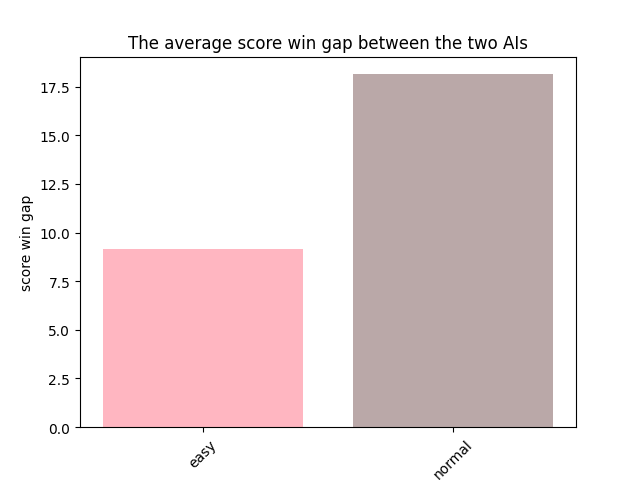 The average score win gap between the two AIs
score win gap
17.5
15.0
12.5
10.0
7.5
5.0
2.5
0.0
easy
normal